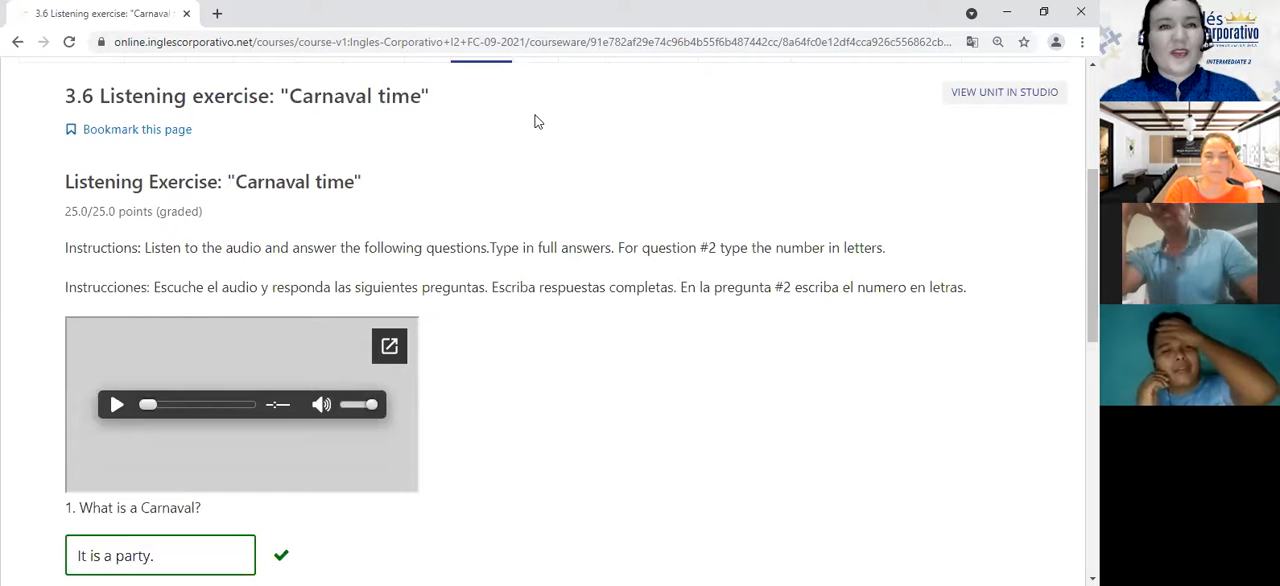 3.6 Listening exercise: "Carnaval
online.inglescorporativo.net/courses/course-v1:Ingles-Corporativo+I2+FC-09-2021/courseware/91e782af29e74c96b4b55f6b487442cc/8a64fc0e12df4cca926c556862cb...
3.6 Listening exercise: "Carnaval time"
VIEW UNIT IN STUDIO
Bookmark this page
Listening Exercise: "Carnaval time"
25.0/25.0 points (graded)
Instructions: Listen to the audio and answer the following questions.Type in full answers. For question #2 type the number in letters.
Instrucciones: Escuche el audio y responda las siguientes preguntas. Escriba respuestas completas. En la pregunta #2 escriba el numero en letras.
-:--
1. What is a Carnaval?
It is a party.
INTERMEDIATE 2